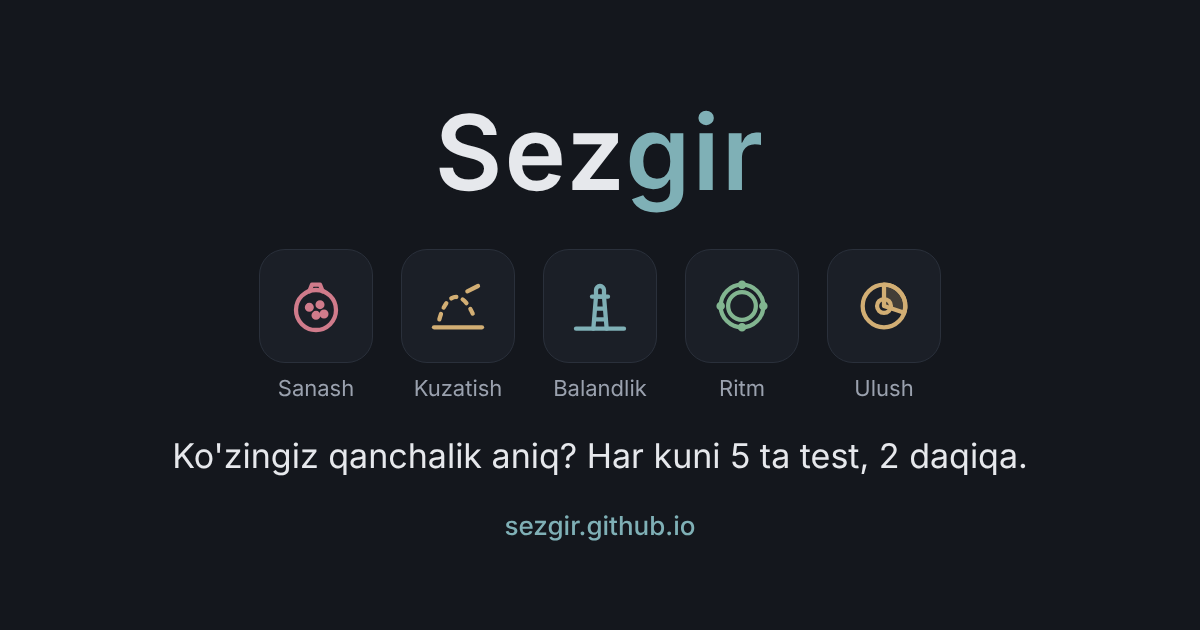 Sezgir
Sanash Kuzatish Balandlik Ritm Ulush
Ko'zingiz qanchalik aniq? Har kuni 5 ta test, 2 daqiqa.
sezgir.github.io